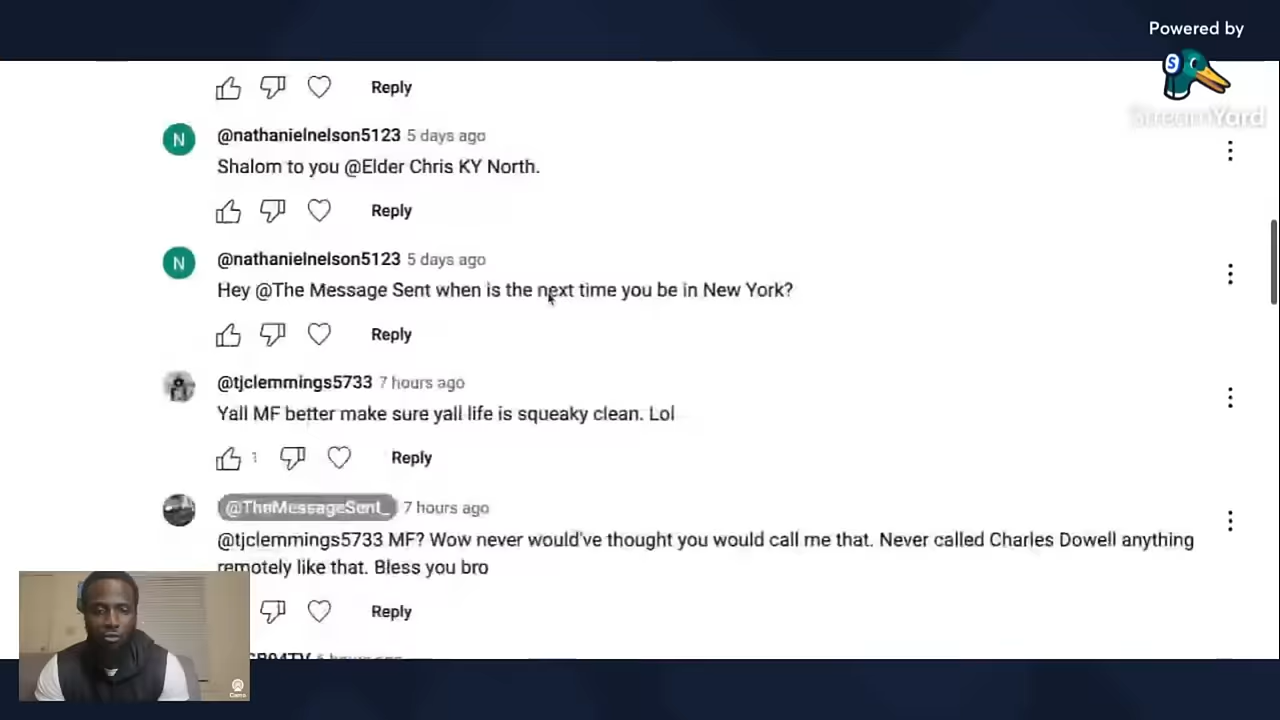 Powered by
StreamYard
Reply
N
@nathanielnelson5123 5 days ago
Shalom to you @Elder Chris KY North.
Reply
N
@nathanielnelson5123 5 days ago
Hey @The Message Sent when is the next time you be in New York?
Reply
@tjclemmings5733 7 hours ago
Yall MF better make sure yall life is squeaky clean. Lol
1 Reply
@TheMessageSent_ 7 hours ago
@tjclemmings5733 MF? Wow never would've thought you would call me that. Never called Charles Dowell anything
remotely like that. Bless you bro
Reply